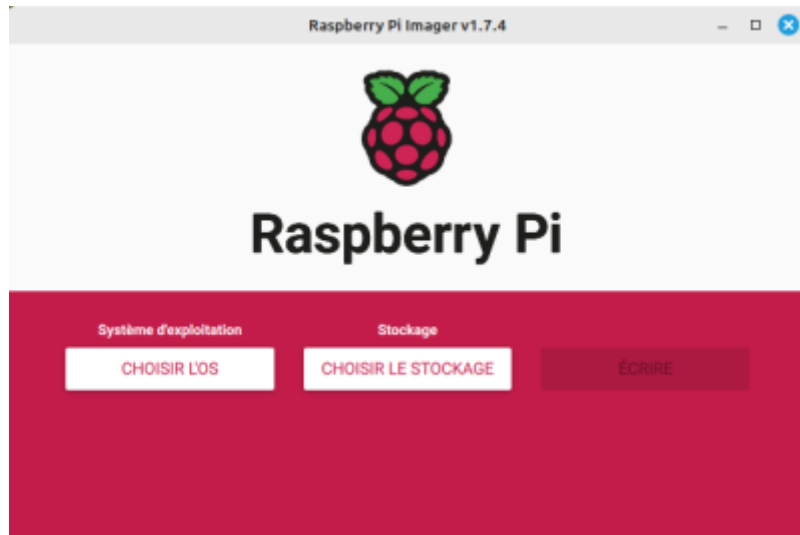 Raspberry Pi Imager v1.7.4
Raspberry Pi
Système d'exploitation
Stockage
CHOISIR L'OS
CHOISIR LE STOCKAGE
ÉCRIRE